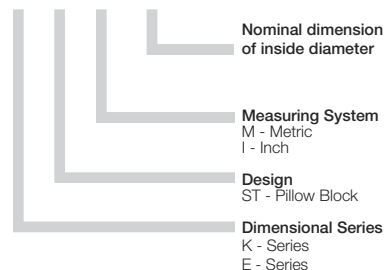 Nominal dimension
of inside diameter
Measuring System
M - Metric
I - Inch
Design
ST - Pillow Block
Dimensional Series
K - Series
E - Series